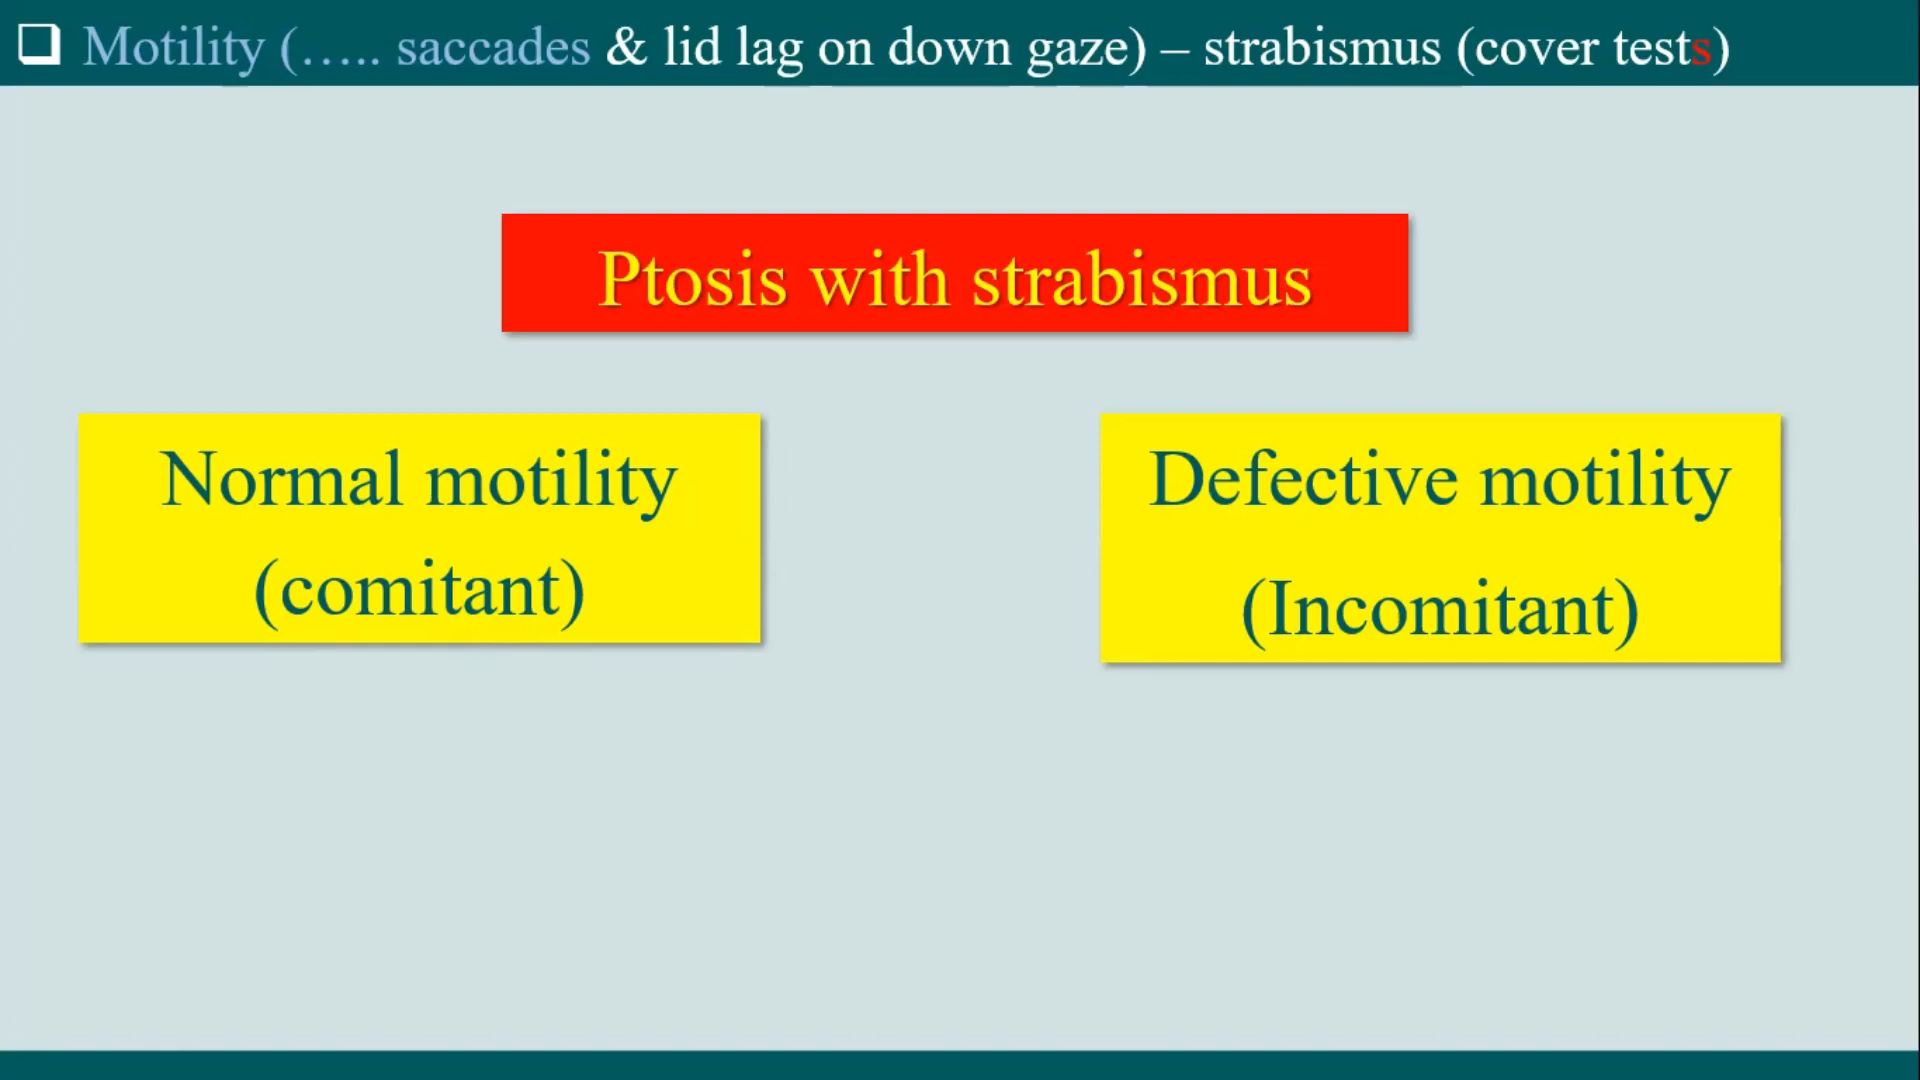 ❑ Motility (….. saccades & lid lag on down gaze) – strabismus (cover tests)
Ptosis with strabismus
Normal motility
(comitant)
Defective motility
(Incomitant)